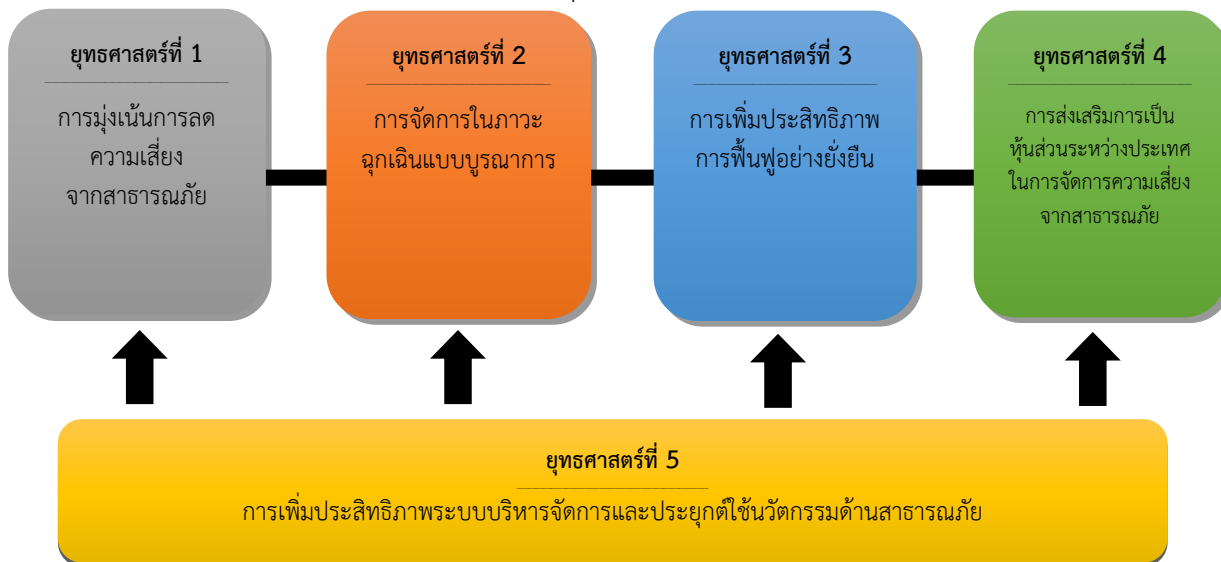 ยุทธศาสตร์ที่ 1
การมุ่งเน้นการลด
ความเสี่ยง
จากสาธารณภัย
ยุทธศาสตร์ที่ 2
การจัดการในภาวะ
ฉุกเฉินแบบบูรณาการ
ยุทธศาสตร์ที่ 3
การเพิ่มประสิทธิภาพ
การฟื้นฟูอย่างยั่งยืน
ยุทธศาสตร์ที่ 4
การส่งเสริมการเป็น
หุ้นส่วนระหว่างประเทศ
ในการจัดการความเสี่ยง
จากสาธารณภัย
ยุทธศาสตร์ที่ 5
การเพิ่มประสิทธิภาพระบบบริหารจัดการและประยุกต์ใช้นวัตกรรมด้านสาธารณภัย